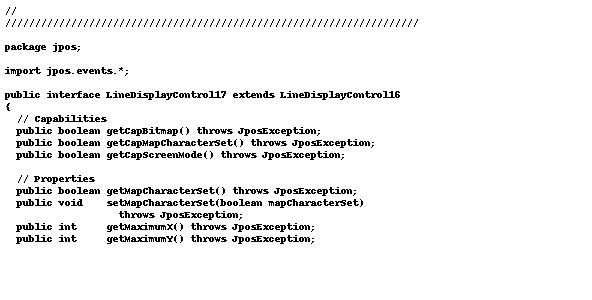 //
//////////////////////////////////////////////////////////////////////

package jpos;

import jpos.events.*;

public interface LineDisplayControl17 extends LineDisplayControl16
{
  // Capabilities
  public boolean getCapBitmap() throws JposException;
  public boolean getCapMapCharacterSet() throws JposException;
  public boolean getCapScreenMode() throws JposException;

  // Properties
  public boolean getMapCharacterSet() throws JposException;
  public void    setMapCharacterSet(boolean mapCharacterSet)
                   throws JposException;
  public int     getMaximumX() throws JposException;
  public int     getMaximumY() throws JposException;